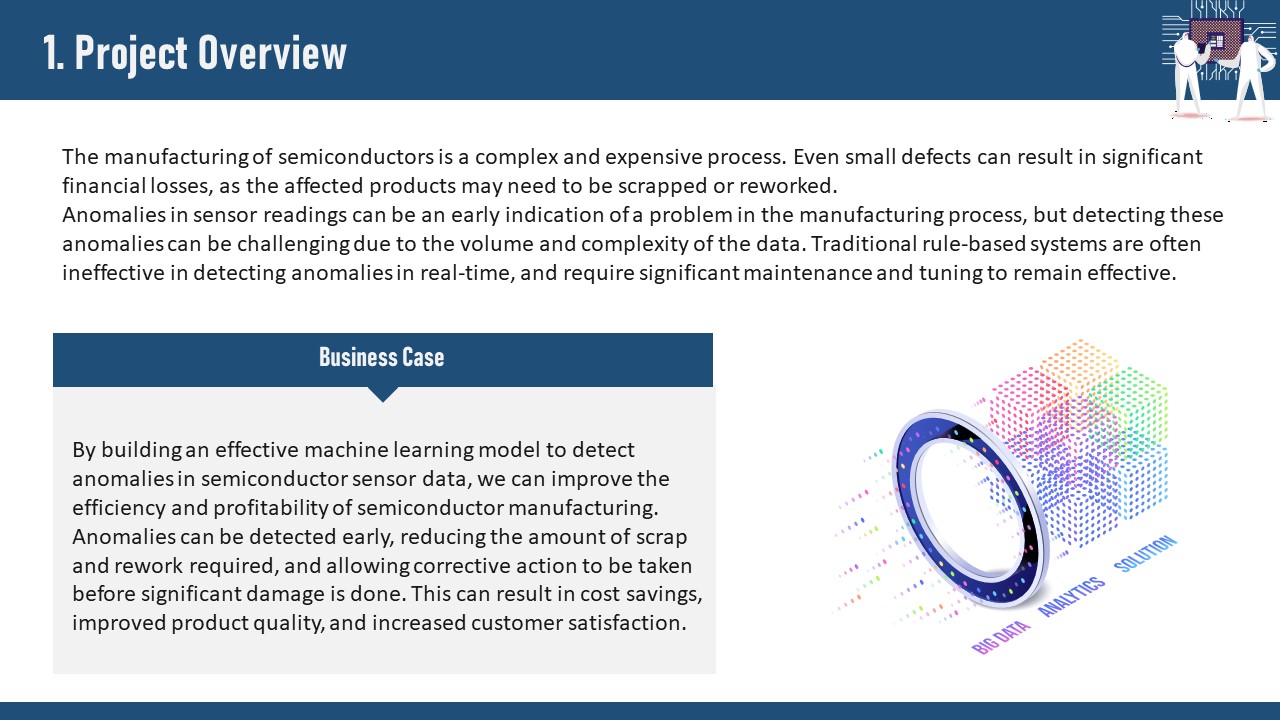 1. Project Overview
The manufacturing of semiconductors is a complex and expensive process. Even small defects can result in significant
financial losses, as the affected products may need to be scrapped or reworked.
Anomalies in sensor readings can be an early indication of a problem in the manufacturing process, but detecting these
anomalies can be challenging due to the volume and complexity of the data. Traditional rule-based systems are often
ineffective in detecting anomalies in real-time, and require significant maintenance and tuning to remain effective.
Business Case
By building an effective machine learning model to detect
anomalies in semiconductor sensor data, we can improve the
efficiency and profitability of semiconductor manufacturing.
Anomalies can be detected early, reducing the amount of scrap
and rework required, and allowing corrective action to be taken
before significant damage is done. This can result in cost savings,
improved product quality, and increased customer satisfaction.
BIG DATA ANALYTICS SOLUTION